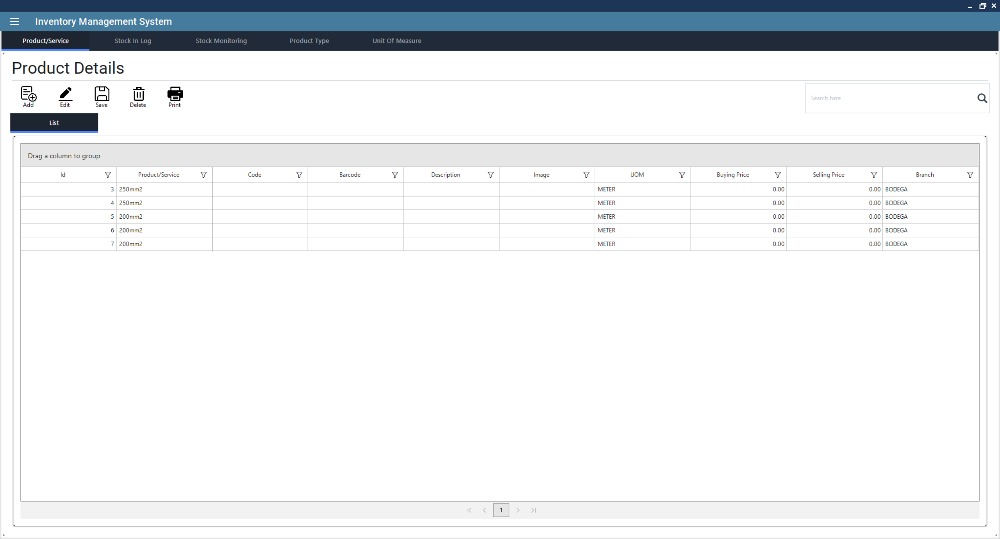 Inventory Management System
Product/Service Stock In Log Stock Monitoring Product Type Unit Of Measure
Product Details
Add Edit Save Delete Print
Search here
List
Drag a column to group
Id Product/Service Code Barcode Description Image UOM Buying Price Selling Price Branch
3 250mm2 METER 0.00 0.00 BODEGA
4 250mm2 METER 0.00 0.00 BODEGA
5 200mm2 METER 0.00 0.00 BODEGA
6 200mm2 METER 0.00 0.00 BODEGA
7 200mm2 METER 0.00 0.00 BODEGA
1